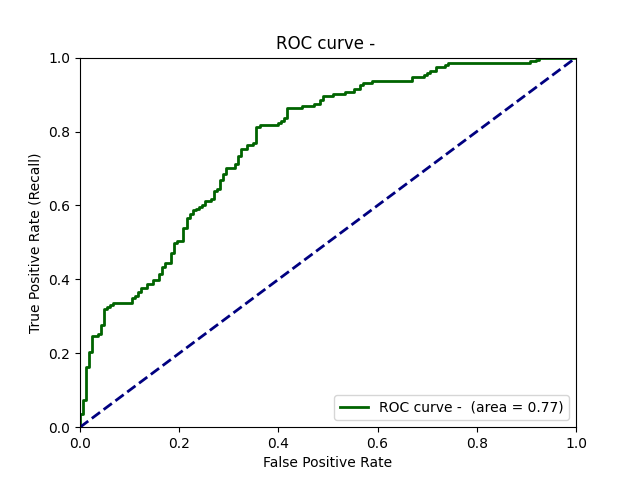 ROC curve -
1.0
0.8
0.6
0.4
0.2
0.0
True Positive Rate (Recall)
ROC curve -  (area = 0.77)
0.0 0.2 0.4 0.6 0.8 1.0
False Positive Rate